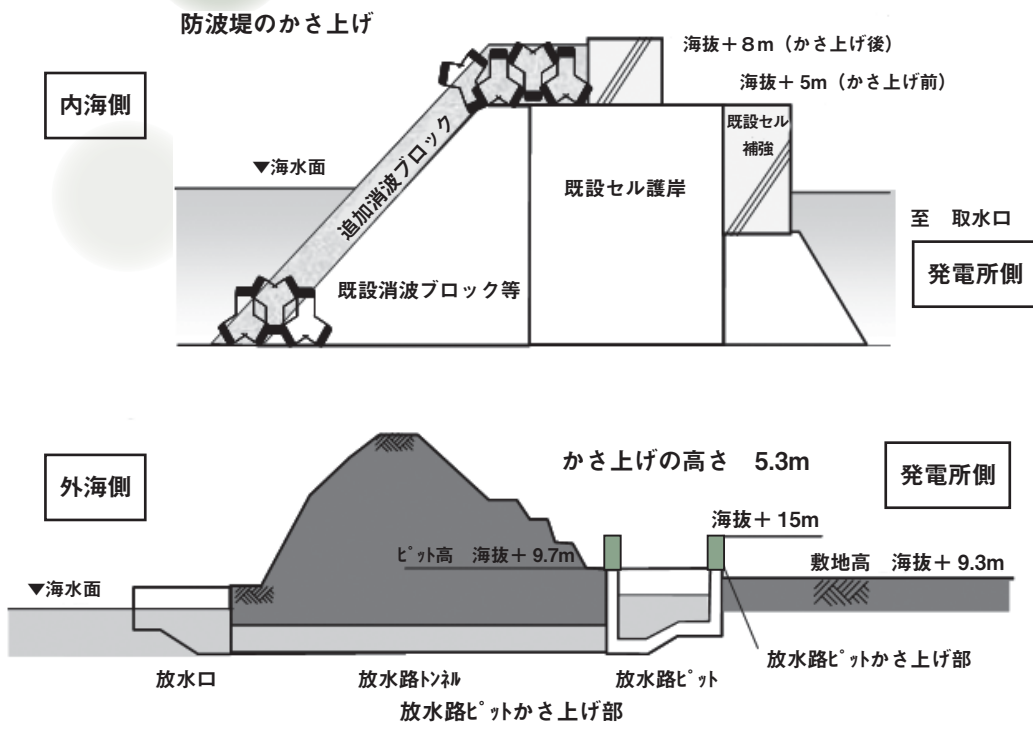 防波堤のかさ上げ
海抜＋８ｍ（かさ上げ後）
海抜＋５ｍ（かさ上げ前）
内海側
既設セル
補強
▼海水面
追加消波ブロック
既設セル護岸
至　取水口
発電所側
既設消波ブロック等
かさ上げの高さ　5.3m
外海側
発電所側
海抜＋15m
ﾋﾟｯﾄ高　海抜＋9.7m
敷地高　海抜＋9.3m
▼海水面
放水路ﾋﾟｯﾄかさ上げ部
放水口
放水路ﾄﾝﾈﾙ
放水路ﾋﾟｯﾄ
放水路ﾋﾟｯﾄかさ上げ部